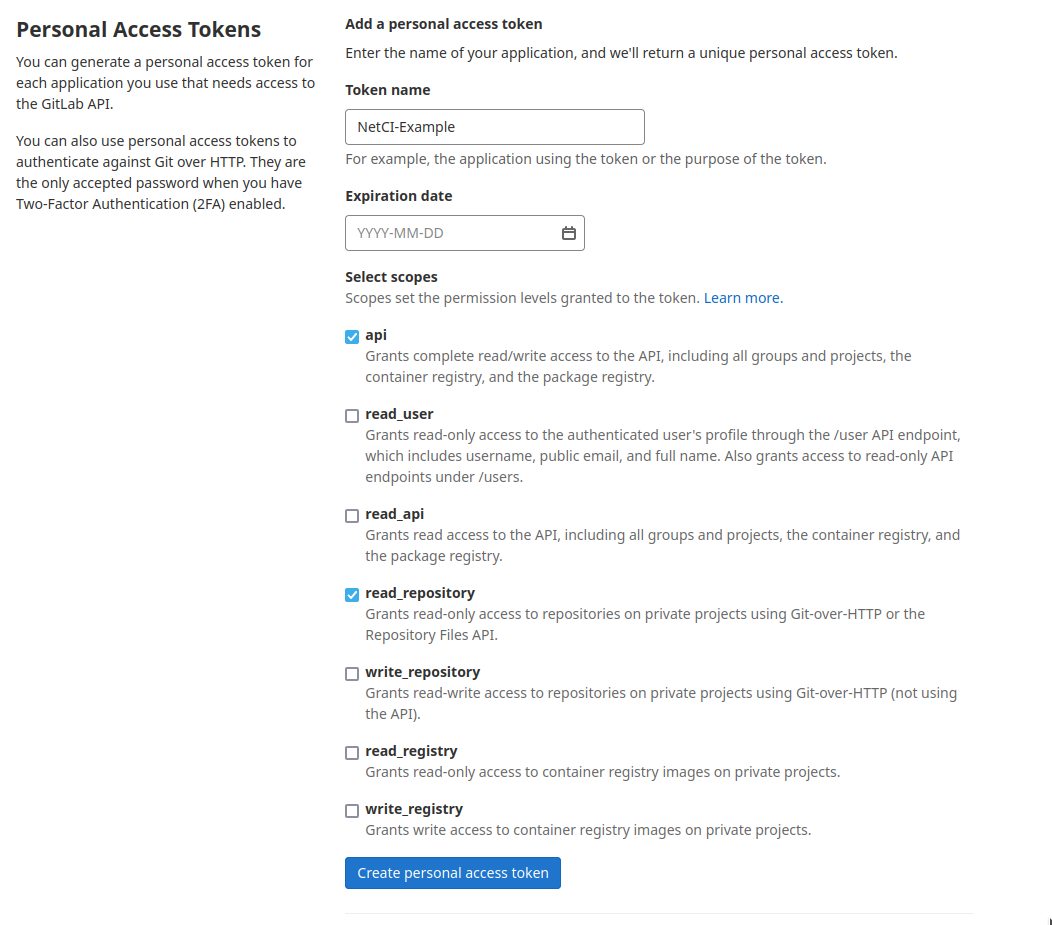 Personal Access Tokens
You can generate a personal access token for
each application you use that needs access to
the GitLab API.
You can also use personal access tokens to
authenticate against Git over HTTP. They are
the only accepted password when you have
Two-Factor Authentication (2FA) enabled.
Add a personal access token
Enter the name of your application, and we'll return a unique personal access token.
Token name
NetCI-Example
For example, the application using the token or the purpose of the token.
Expiration date
YYYY-MM-DD
Select scopes
Scopes set the permission levels granted to the token. Learn more.
api
Grants complete read/write access to the API, including all groups and projects, the
container registry, and the package registry.
read_user
Grants read-only access to the authenticated user's profile through the /user API endpoint,
which includes username, public email, and full name. Also grants access to read-only API
endpoints under /users.
read_api
Grants read access to the API, including all groups and projects, the container registry, and
the package registry.
read_repository
Grants read-only access to repositories on private projects using Git-over-HTTP or the
Repository Files API.
write_repository
Grants read-write access to repositories on private projects using Git-over-HTTP (not using
the API).
read_registry
Grants read-only access to container registry images on private projects.
write_registry
Grants write access to container registry images on private projects.
Create personal access token